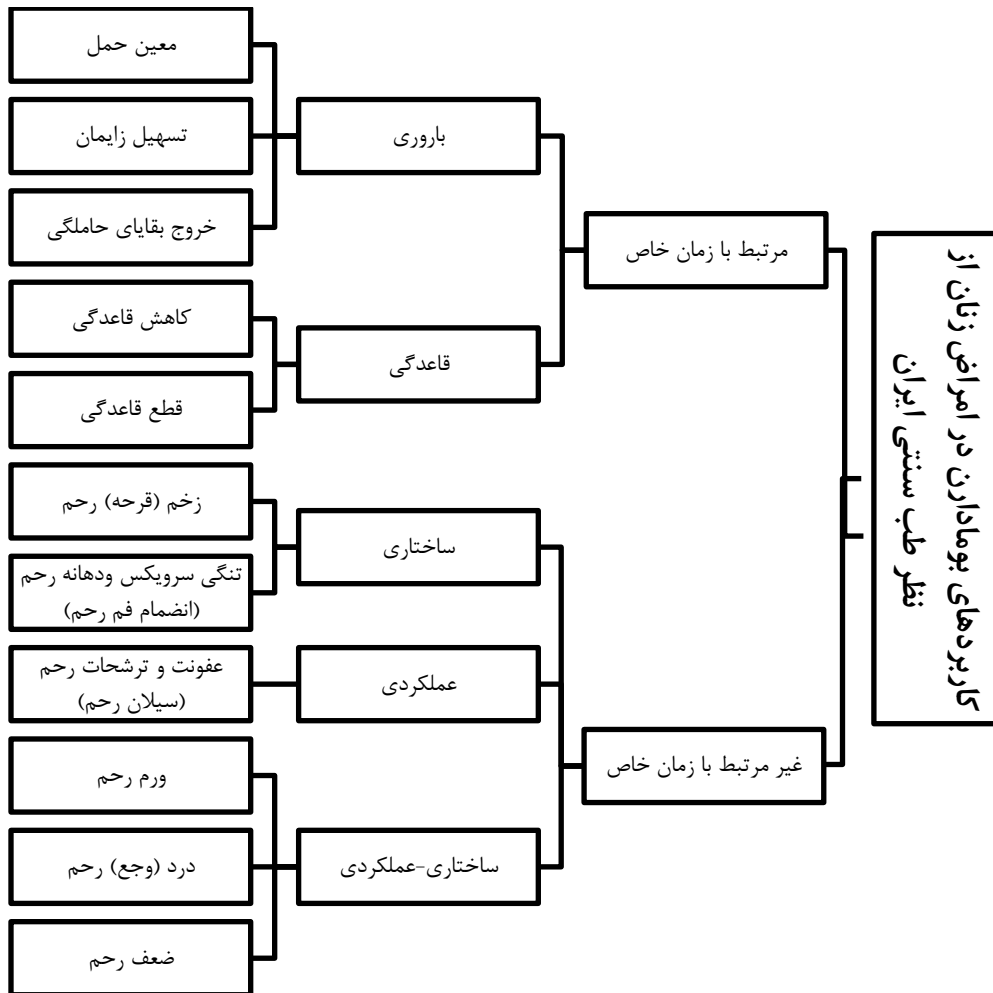 کاربردهای بومادارن در امراض زنان از
نظر طب سنتی ایران
مرتبط با زمان خاص
باروری
معین حمل
تسهیل زایمان
خروج بقایای حاملگی
قاعدگی
کاهش قاعدگی
قطع قاعدگی
غیر مرتبط با زمان خاص
ساختاری
زخم (قرحه) رحم
تنگی سرویکس ودهانه رحم
(انضمام فم رحم)
عملکردی
عفونت و ترشحات رحم
(سیلان رحم)
ساختاری-عملکردی
ورم رحم
درد (وجع) رحم
ضعف رحم